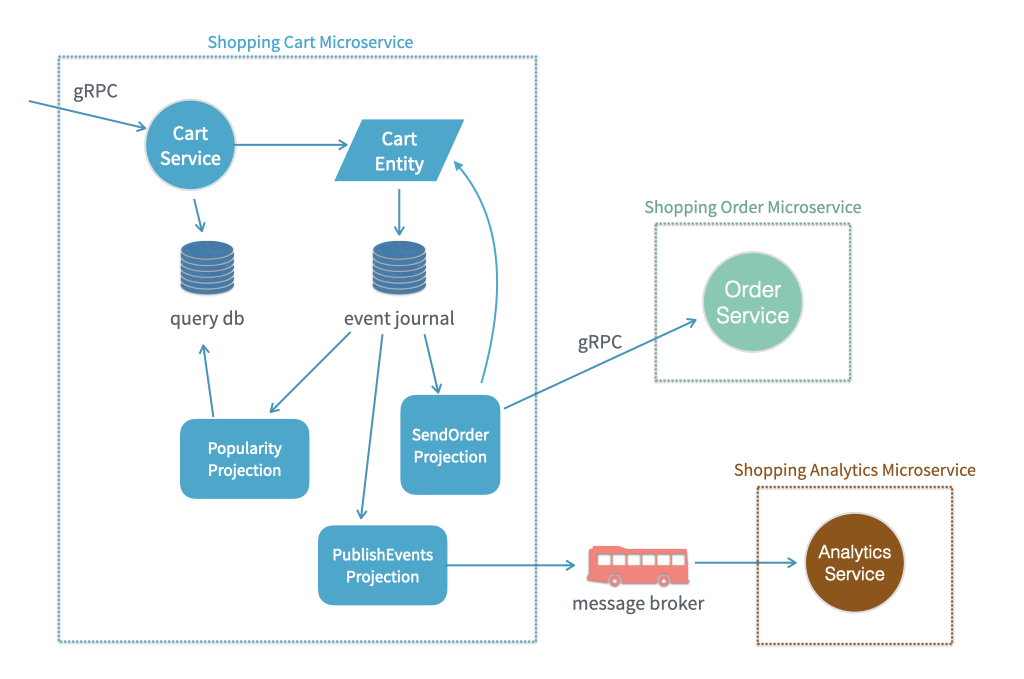 Shopping Cart Microservice
gRPC
Cart
Service
Cart
Entity
query db
event journal
Shopping Order Microservice
Order
Service
gRPC
Popularity
Projection
SendOrder
Projection
PublishEvents
Projection
message broker
Shopping Analytics Microservice
Analytics
Service